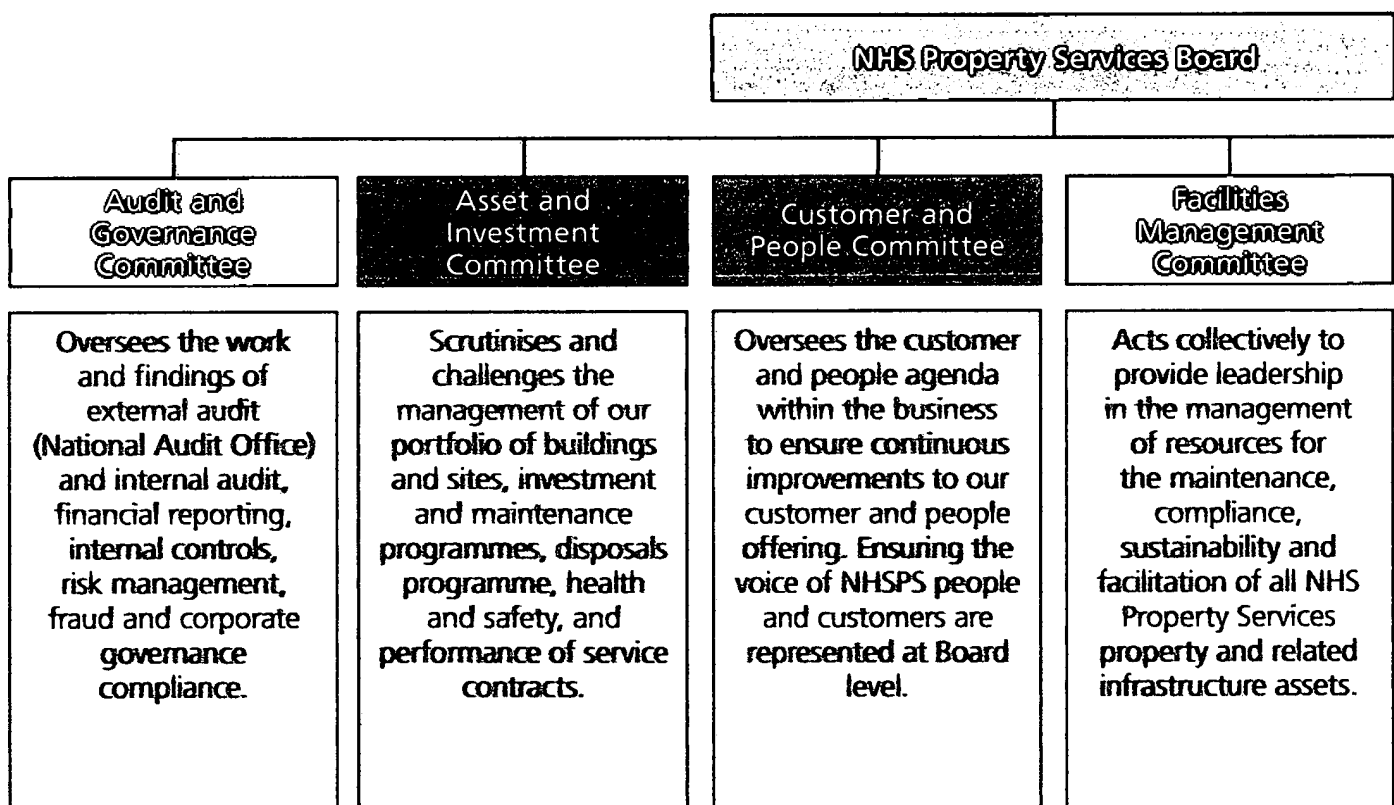 NHS Property Services Board
Audit and
Governance
Committee
Asset and
Investment
Committee
Customer and
People Committee
Facilities
Management
Committee
Oversees the work
and findings of
external audit
(National Audit Office)
and internal audit,
financial reporting,
internal controls,
risk management,
fraud and corporate
governance
compliance.
Scrutinises and
challenges the
management of our
portfolio of buildings
and sites, investment
and maintenance
programmes, disposals
programme, health
and safety, and
performance of service
contracts.
Oversees the customer
and people agenda
within the business
to ensure continuous
improvements to our
customer and people
offering. Ensuring the
voice of NHSPS people
and customers are
represented at Board
level.
Acts collectively to
provide leadership
in the management
of resources for
the maintenance,
compliance,
sustainability and
facilitation of all NHS
Property Services
property and related
infrastructure assets.